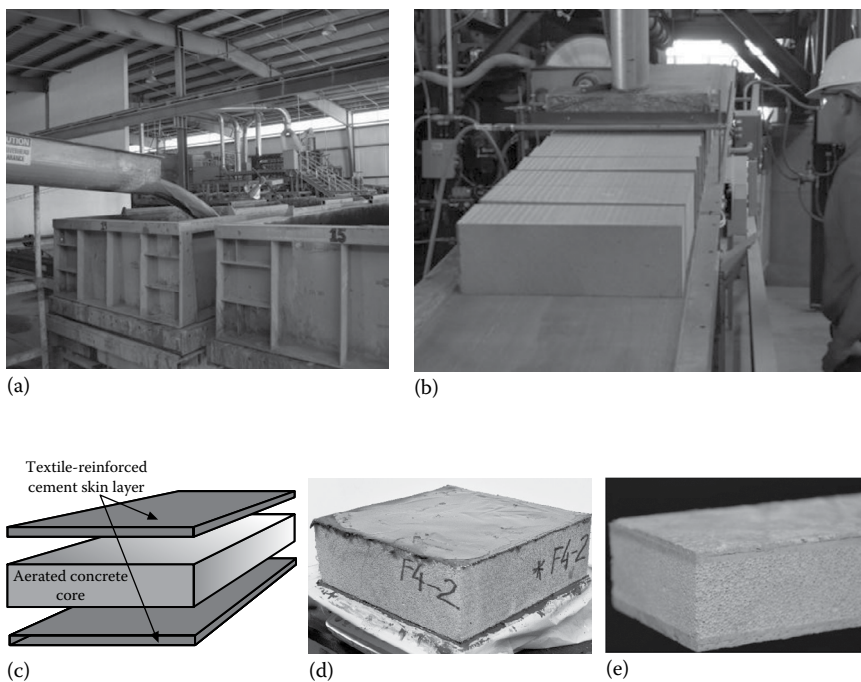 CAUTION
15
(a)
(b)
Textile-reinforced
cement skin layer
Aerated concrete
core
F4-2
* F4-2
(c)
(d)
(e)